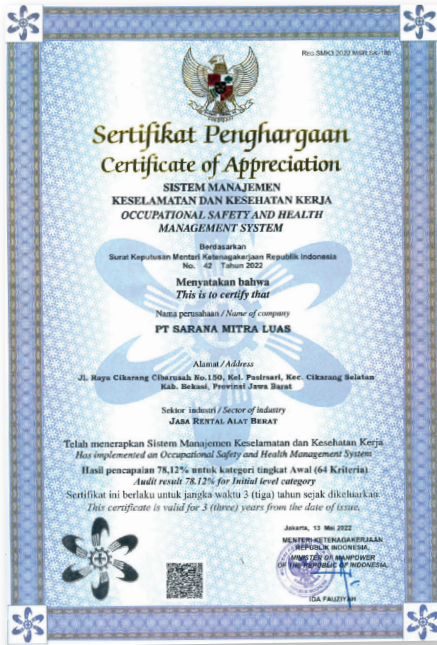 Reg.SMK3.2022.MSR.SK-186
Sertifikat Penghargaan
Certificate of Appreciation
SISTEM MANAJEMEN
KESELAMATAN DAN KESEHATAN KERJA
OCCUPATIONAL SAFETY AND HEALTH
MANAGEMENT SYSTEM
Berdasarkan
Surat Keputusan Menteri Ketenagakerjaan Republik Indonesia
No. 42 Tahun 2022
Menyatakan bahwa
This is to certify that
Nama perusahaan / Name of company
PT SARANA MITRA LUAS
Alamat / Address
Jl. Raya Cikarang Cibarusah No.150, Kel. Pasirsari, Kec. Cikarang Selatan
Kab. Bekasi, Provinsi Jawa Barat
Sektor industri / Sector of industry
JASA RENTAL ALAT BERAT
Telah menerapkan Sistem Manajemen Keselamatan dan Kesehatan Kerja
Has implemented an Occupational Safety and Health Management System
Hasil pencapaian 78,12% untuk kategori tingkat Awal (64 Kriteria)
Audit result 78.12% for Initial level category
Sertifikat ini berlaku untuk jangka waktu 3 (tiga) tahun sejak dikeluarkan.
This certificate is valid for 3 (three) years from the date of issue.
Jakarta, 13 Mei 2022
MENTERI KETENAGAKERJAAN
REPUBLIK INDONESIA,
MINISTER OF MANPOWER
OF THE REPUBLIC OF INDONESIA,
IDA FAUZIYAH